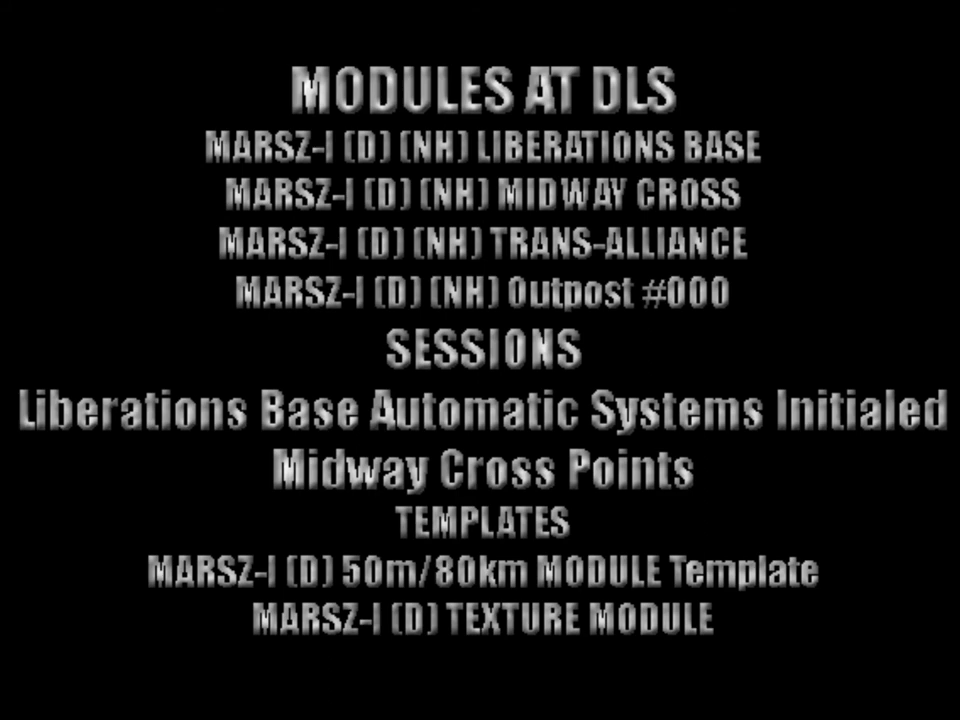 MODULES AT DLS
MARSZ-I (D) (NH) LIBERATIONS BASE
MARSZ-I (D) (NH) MIDWAY CROSS
MARSZ-I (D) (NH) TRANS-ALLIANCE
MARSZ-I (D) (NH) Outpost #000
SESSIONS
Liberations Base Automatic Systems Initialed
Midway Cross Points
TEMPLATES
MARSZ-I (D) 50m/80km MODULE Template
MARSZ-I (D) TEXTURE MODULE